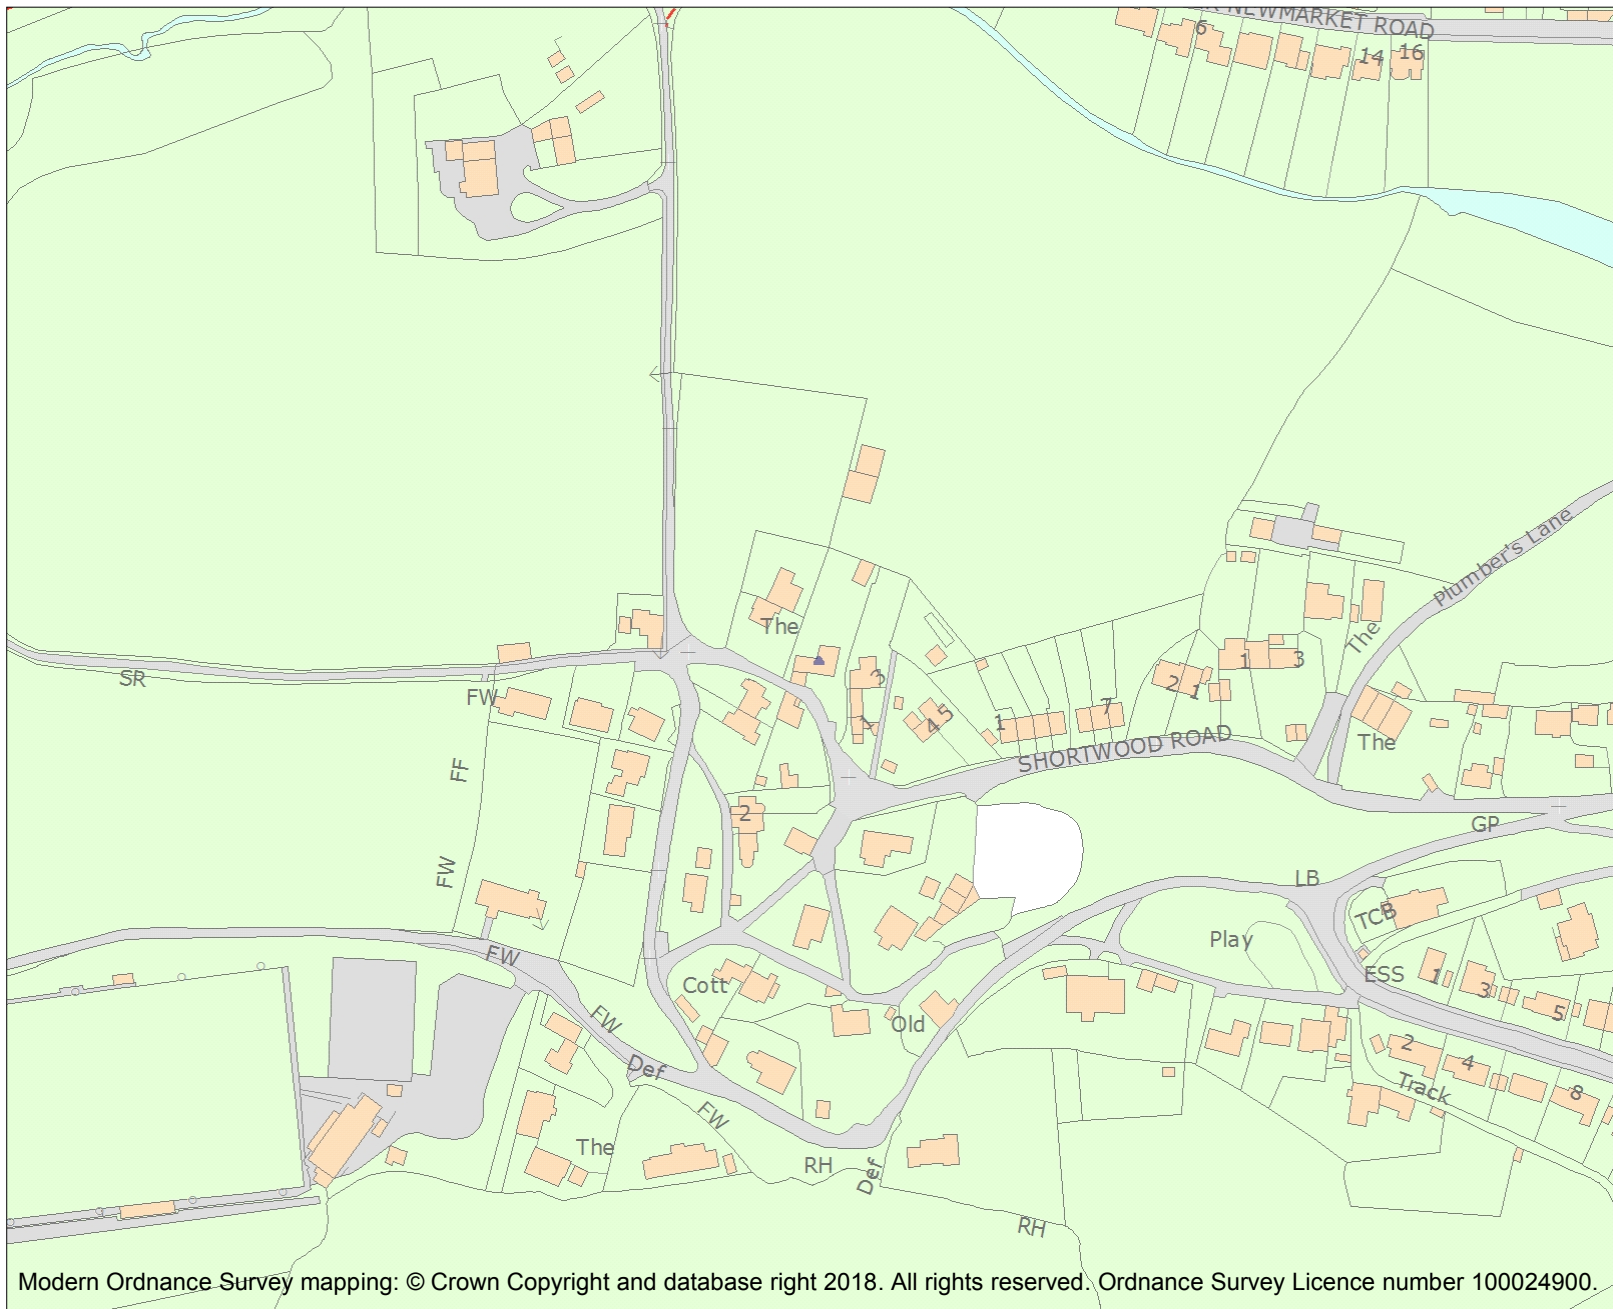 NEWMARKET ROAD
6
14
16
Plumber's Lane
The
The
SR
FW
3
1
4 5
1
7
2
1
1
3
The
SHORTWOOD ROAD
FF
2
GP
FW
LB
TCB
Play
FW
Cott
ESS
1
3
5
FW
Old
Def
2
4
Track
8
FW
The
RH
Def
RH
Modern Ordnance Survey mapping: © Crown Copyright and database right 2018. All rights reserved. Ordnance Survey Licence number 100024900.